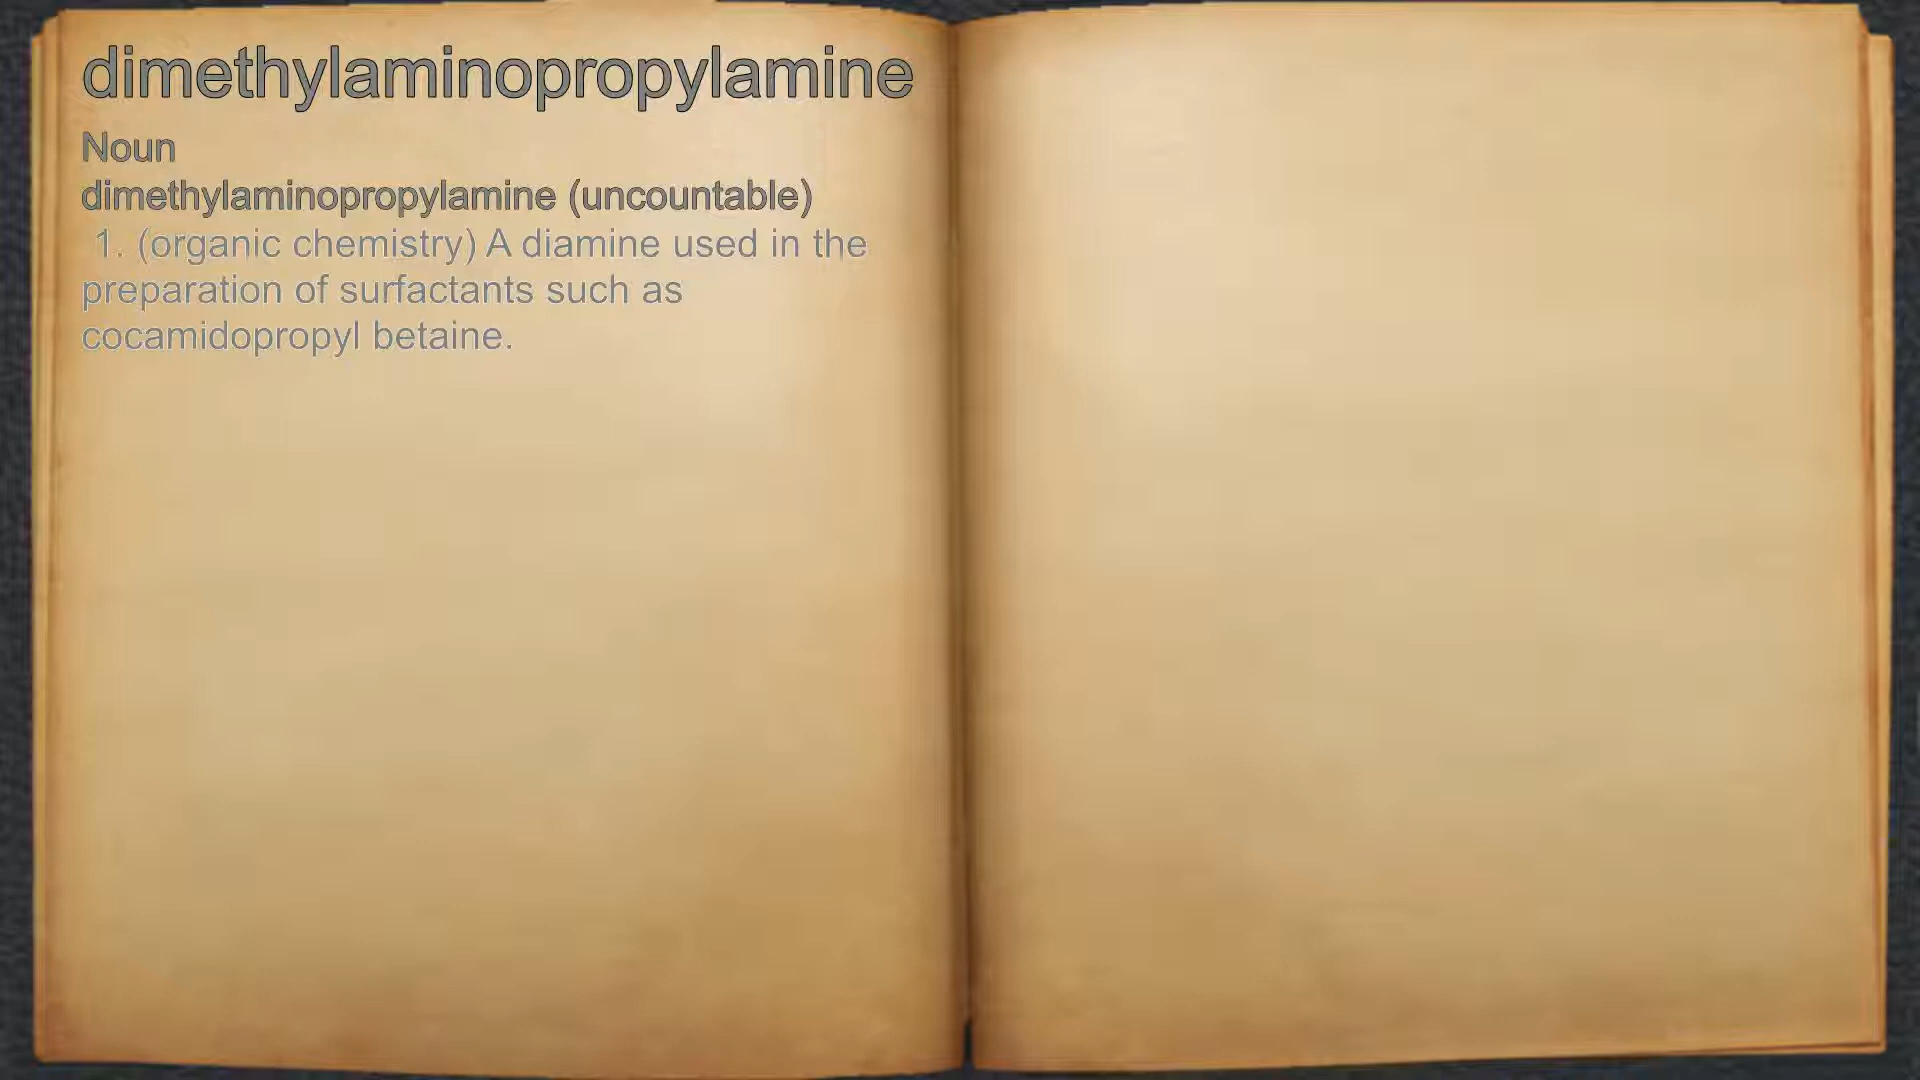 dimethylaminopropylamine
Noun
dimethylaminopropylamine (uncountable)
1. (organic chemistry) A diamine used in the
preparation of surfactants such as
cocamidopropyl betaine.